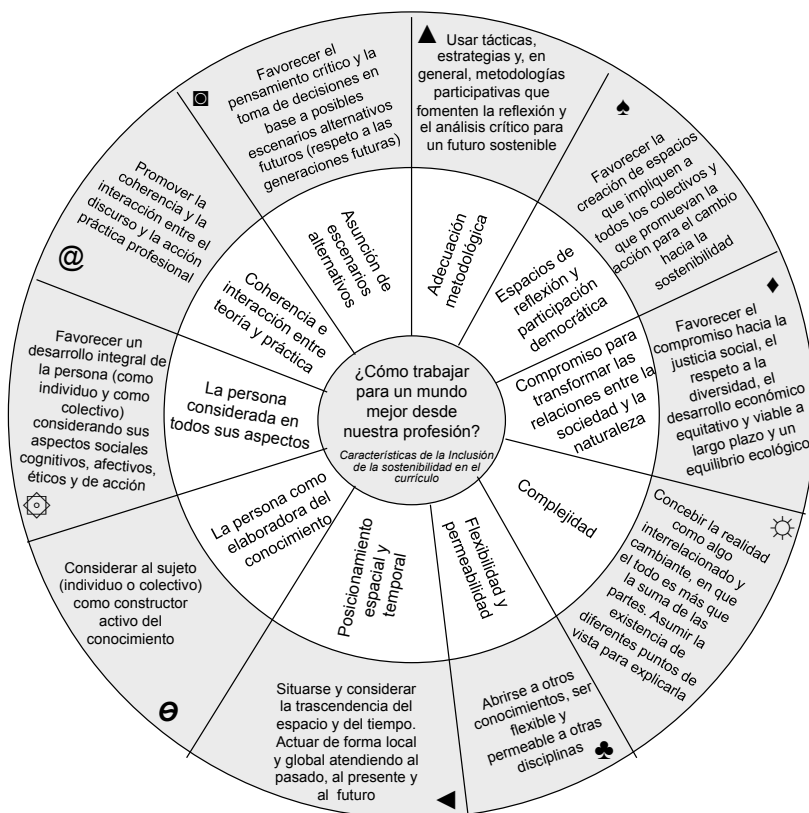 ¿Cómo trabajar
para un mundo
mejor desde
nuestra profesión?
Características de la Inclusión
de la sostenibilidad en el
currículo
Adecuación
metodológica
▲
Usar tácticas,
estrategias y, en
general, metodologías
participativas que
fomenten la reflexión y
el análisis crítico para
un futuro sostenible
Espacios de
reflexión y
participación
democrática
♠
Favorecer la
creación de espacios
que impliquen a
todos los colectivos y
que promuevan la
acción para el cambio
hacia la
sostenibilidad
Compromiso para
transformar las
relaciones entre la
sociedad y la
naturaleza
♦
Favorecer el
compromiso hacia la
justicia social, el
respeto a la
diversidad, el
desarrollo económico
equitativo y viable a
largo plazo y un
equilibrio ecológico
Complejidad
Concebir la realidad
como algo
interrelacionado y
cambiante, en que
el todo es más que
la suma de las
partes. Asumir la
existencia de
diferentes puntos de
vista para explicarla
Flexibilidad y
permeabilidad
Abrirse a otros
conocimientos, ser
flexible y
permeable a otras
disciplinas
♣
Posicionamiento
espacial y
temporal
Situarse y considerar
la trascendencia del
espacio y del tiempo.
Actuar de forma local
y global atendiendo al
pasado, al presente y
al futuro
◄
La persona como
elaboradora del
conocimiento
Considerar al sujeto
(individuo o colectivo)
como constructor
activo del
conocimiento
ɵ
La persona
considerada en
todos sus aspectos
Favorecer un
desarrollo integral de
la persona (como
individuo y como
colectivo)
considerando sus
aspectos sociales
cognitivos, afectivos,
éticos y de acción
Coherencia e
interacción entre
teoría y práctica
Promover la
coherencia y la
interacción entre el
discurso y la acción
práctica profesional
@
Asunción de
escenarios
alternativos
◙
Favorecer el
pensamiento crítico y la
toma de decisiones en
base a posibles
escenarios alternativos
futuros (respeto a las
generaciones futuras)